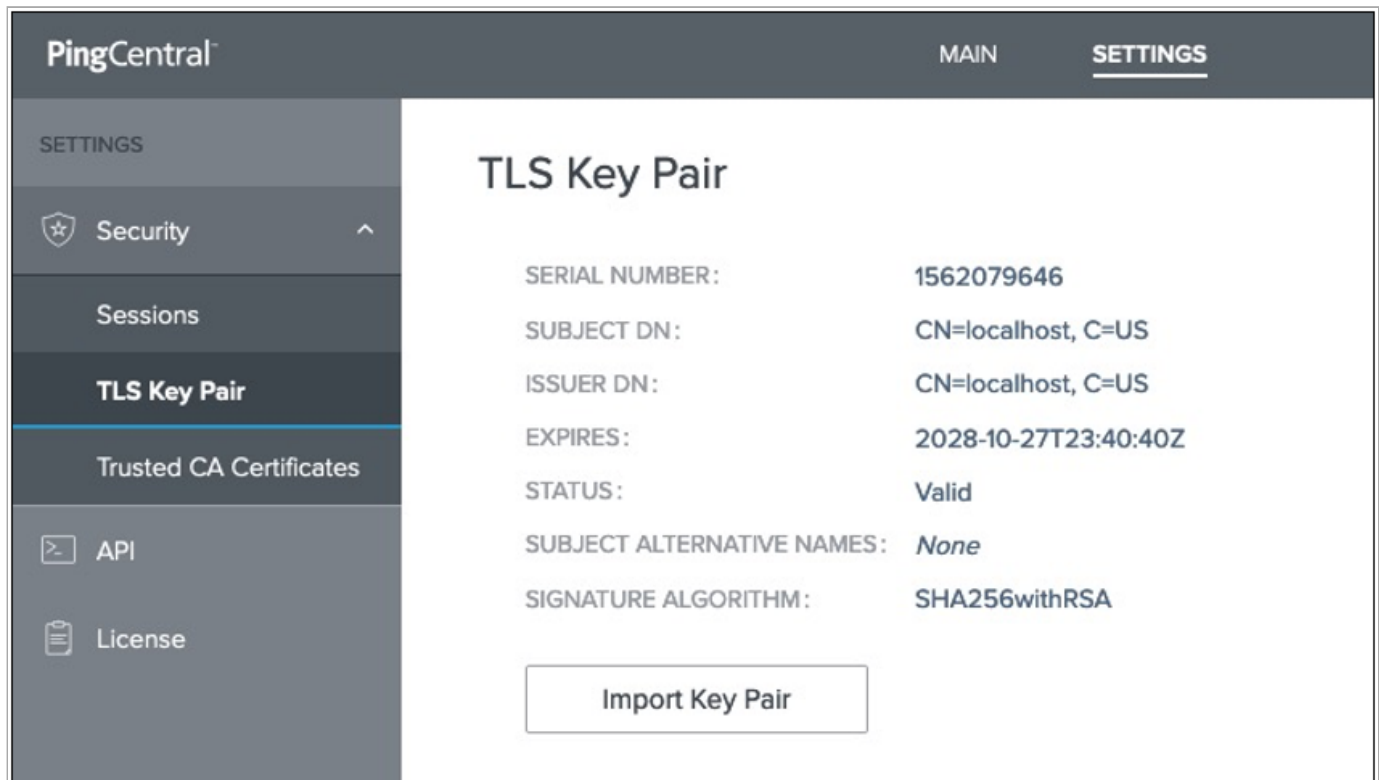 PingCentral
MAIN
SETTINGS
SETTINGS
Security
Sessions
TLS Key Pair
Trusted CA Certificates
API
License
TLS Key Pair
SERIAL NUMBER: 1562079646
SUBJECT DN: CN=localhost, C=US
ISSUER DN: CN=localhost, C=US
EXPIRES: 2028-10-27T23:40:40Z
STATUS: Valid
SUBJECT ALTERNATIVE NAMES: None
SIGNATURE ALGORITHM: SHA256withRSA
Import Key Pair